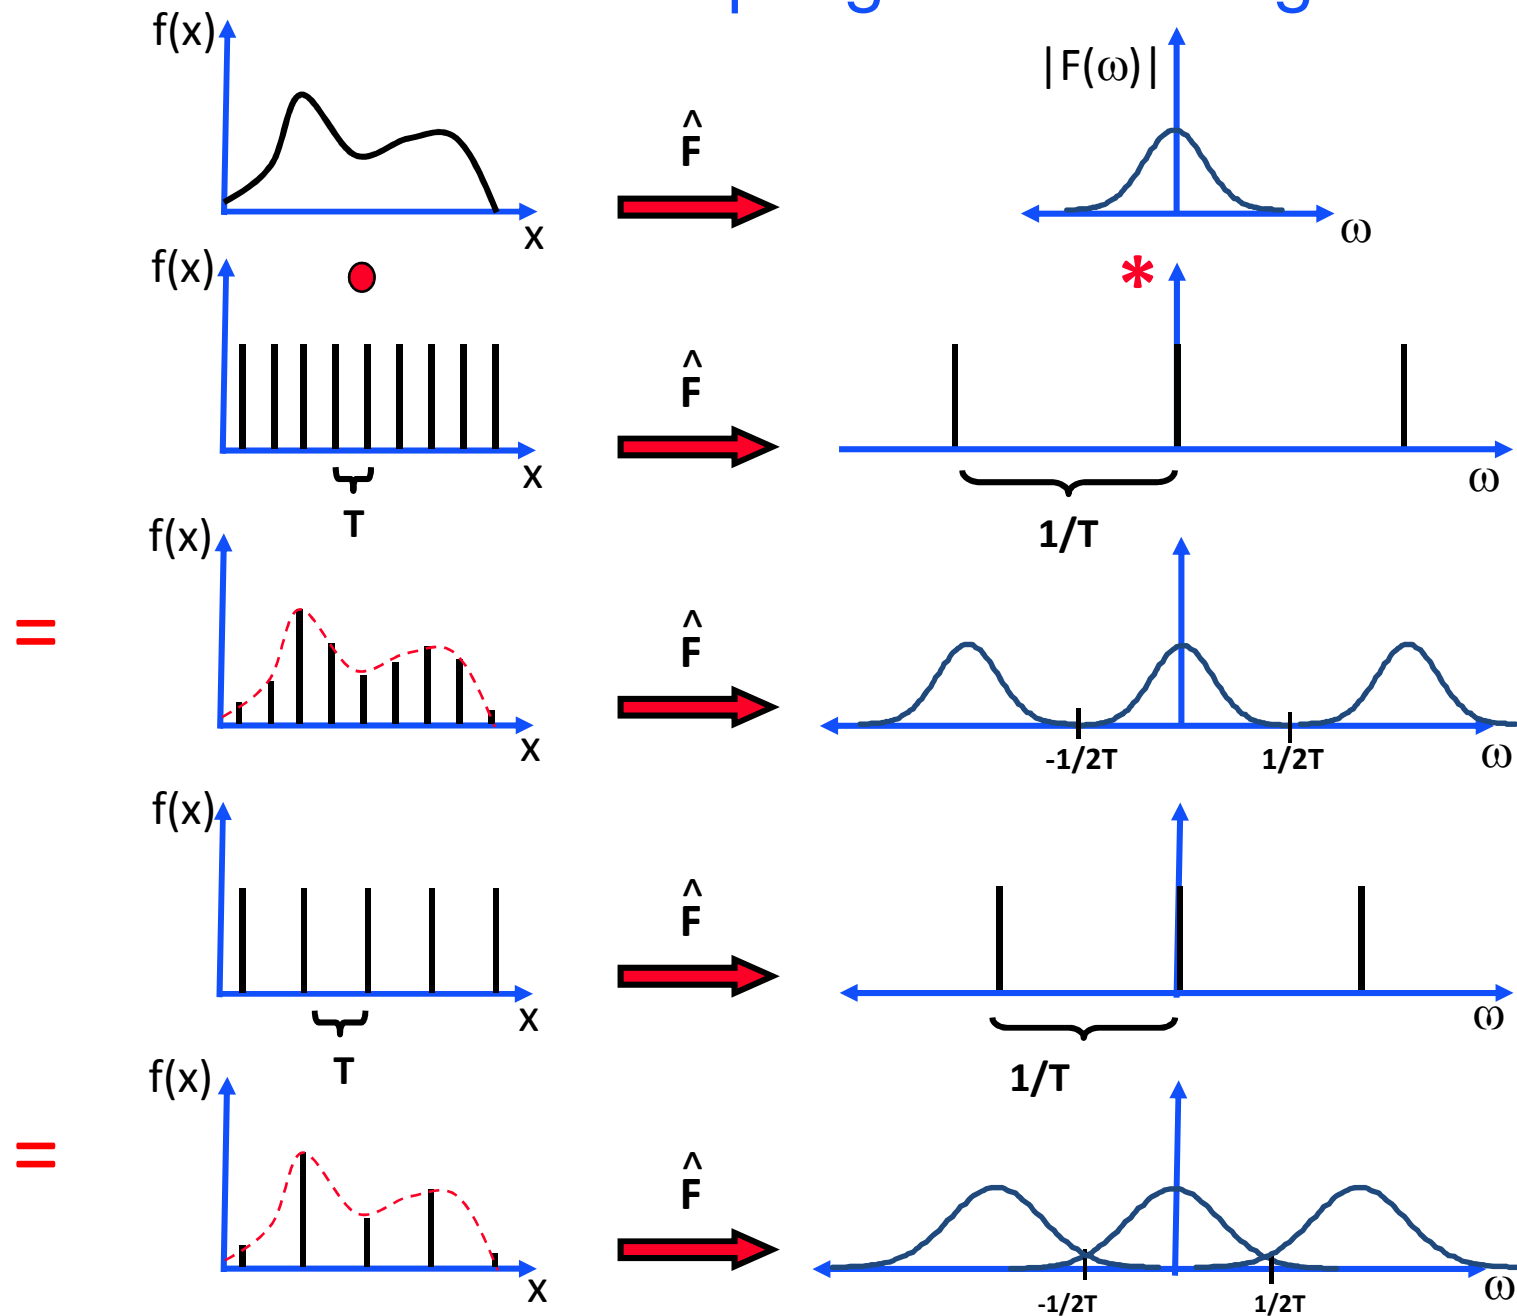 f(x)
|F(ω)|
^
F
x
ω
f(x)
*
^
F
x
ω
T
1/T
f(x)
=
^
F
x
-1/2T
1/2T
ω
f(x)
^
F
x
ω
T
1/T
f(x)
=
^
F
x
-1/2T
1/2T
ω